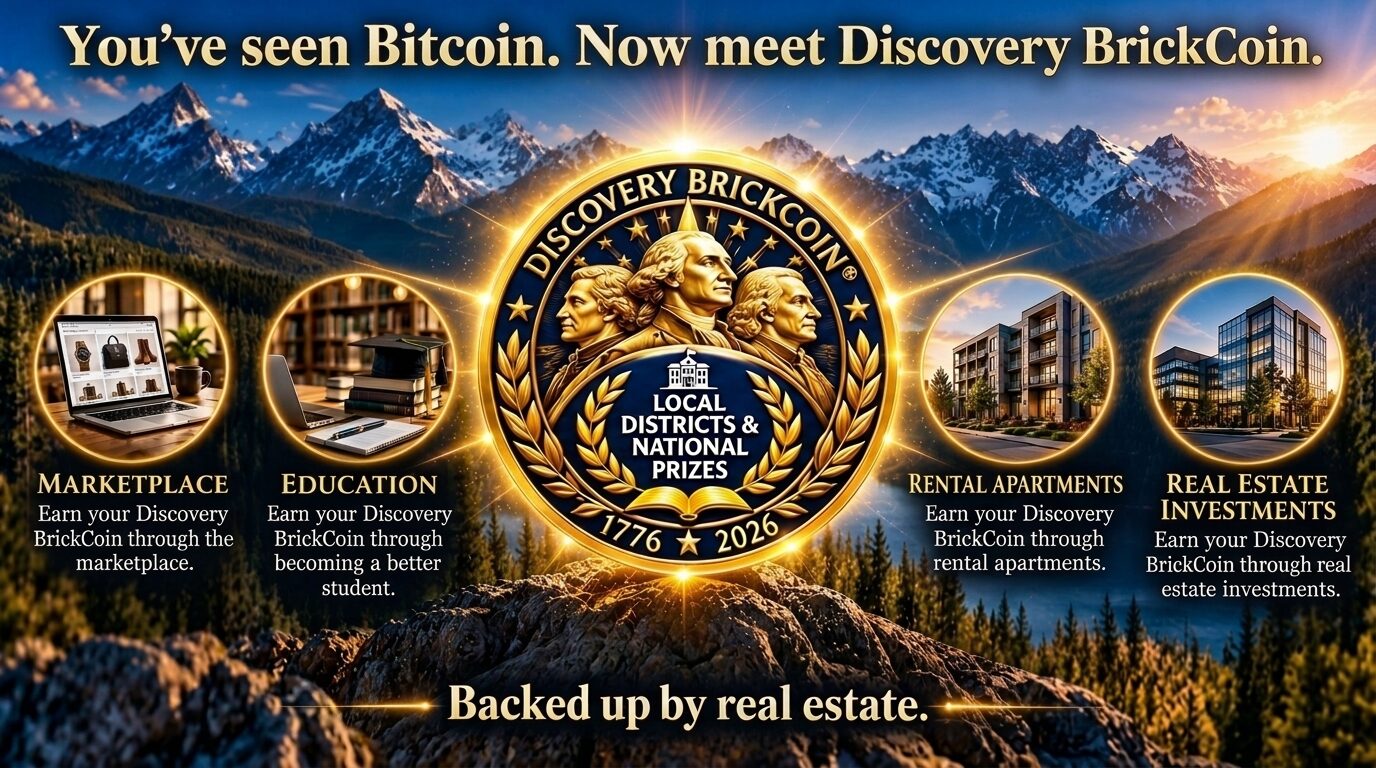 You've seen Bitcoin. Now meet Discovery BrickCoin.
DISCOVERY BRICKCOIN®
LOCAL
DISTRICTS &
NATIONAL
PRIZES
1776 ★ 2026
MARKETPLACE
Earn your Discovery
BrickCoin through the
marketplace.
EDUCATION
Earn your Discovery
BrickCoin through
becoming a better
student.
RENTAL APARTMENTS
Earn your Discovery
BrickCoin through
rental apartments.
REAL ESTATE
INVESTMENTS
Earn your Discovery
BrickCoin through real
estate investments.
Backed up by real estate.